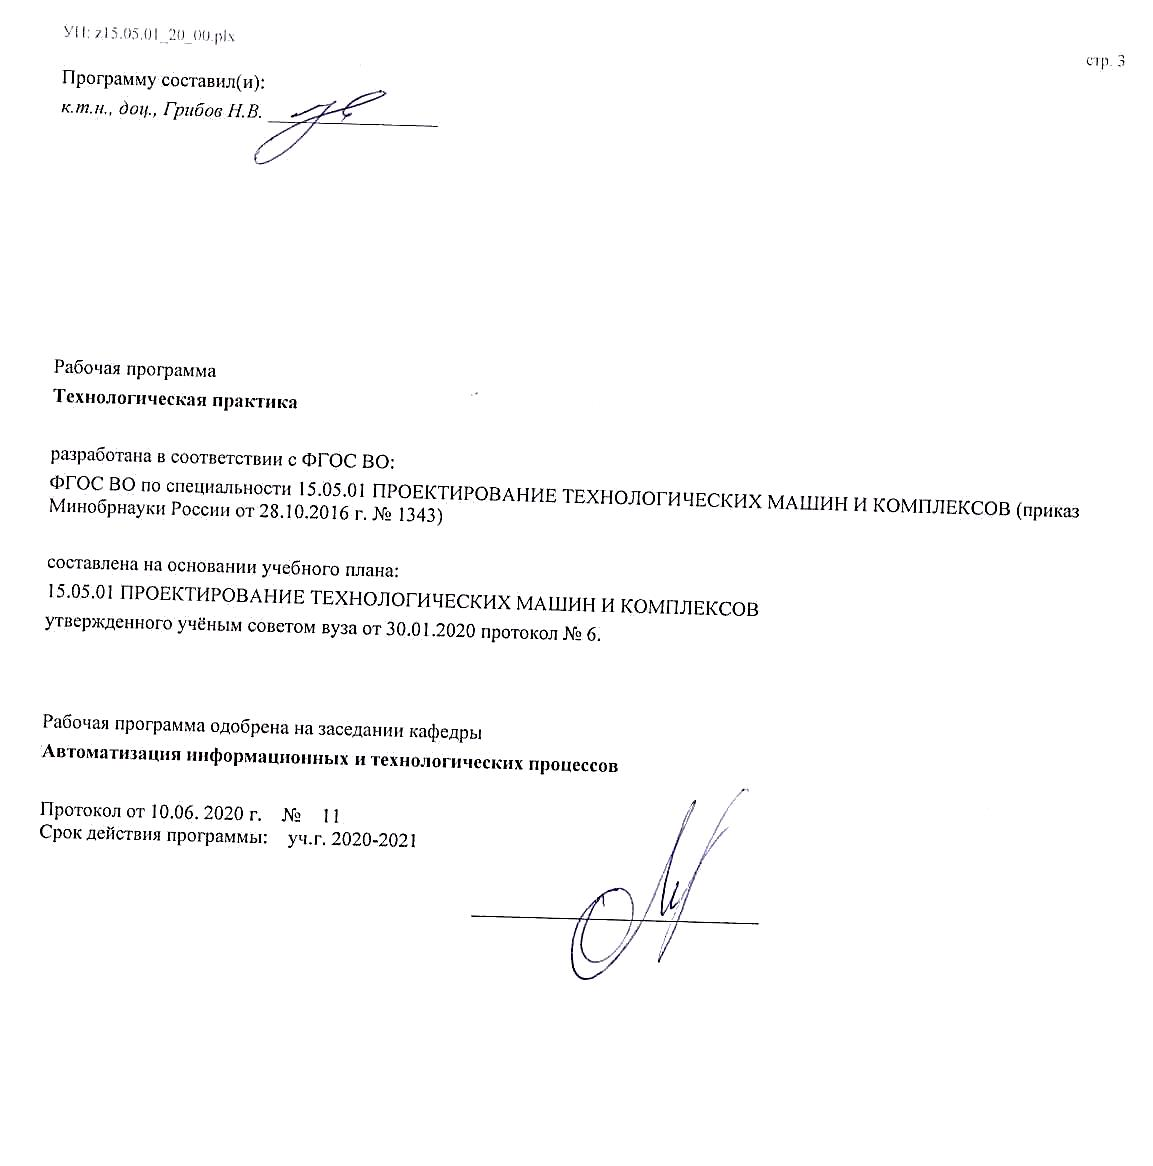 УП: z15.05.01_20_00.plx
стр. 3
Программу составил(и):
к.т.н., доц., Грибов Н.В.
Рабочая программа
Технологическая практика
разработана в соответствии с ФГОС ВО:
ФГОС ВО по специальности 15.05.01 ПРОЕКТИРОВАНИЕ ТЕХНОЛОГИЧЕСКИХ МАШИН И КОМПЛЕКСОВ (приказ
Минобрнауки России от 28.10.2016 г. № 1343)
составлена на основании учебного плана:
15.05.01 ПРОЕКТИРОВАНИЕ ТЕХНОЛОГИЧЕСКИХ МАШИН И КОМПЛЕКСОВ
утвержденного учёным советом вуза от 30.01.2020 протокол № 6.
Рабочая программа одобрена на заседании кафедры
Автоматизация информационных и технологических процессов
Протокол от 10.06. 2020 г. № 11
Срок действия программы: уч.г. 2020-2021